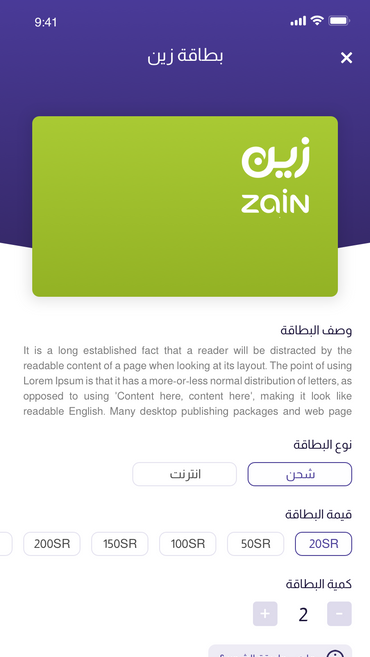 9:41
بطاقة زين
زين
zain
وصف البطاقة
It is a long established fact that a reader will be distracted by the
readable content of a page when looking at its layout. The point of using
Lorem Ipsum is that it has a more-or-less normal distribution of letters, as
opposed to using 'Content here, content here', making it look like
readable English. Many desktop publishing packages and web page
نوع البطاقة
شحن
انترنت
قيمة البطاقة
20SR
50SR
100SR
150SR
200SR
كمية البطاقة
-
2
+